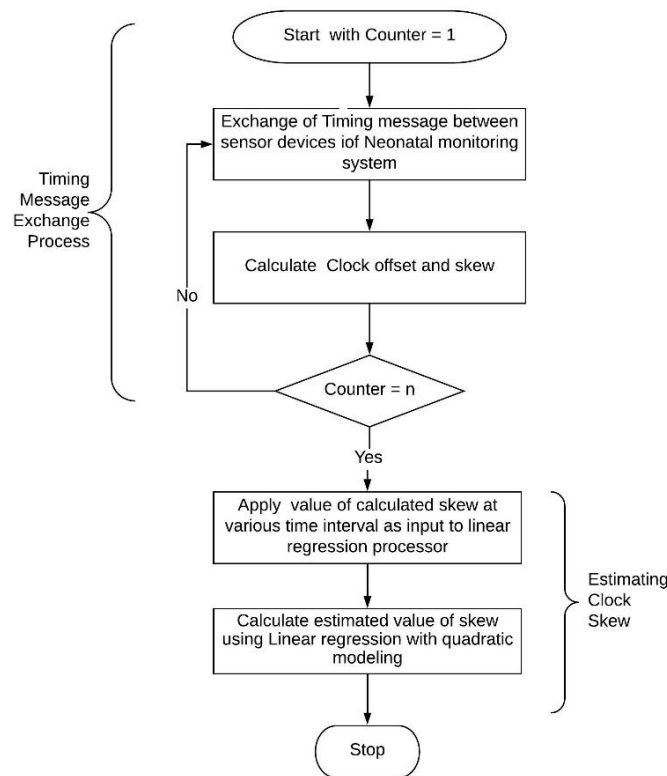 Start with Counter = 1
Exchange of Timing message between
sensor devices iof Neonatal monitoring
system
Timing
Message
Exchange
Process
Calculate Clock offset and skew
No
Counter = n
Yes
Apply value of calculated skew at
various time interval as input to linear
regression processor
Estimating
Clock
Skew
Calculate estimated value of skew
using Linear regression with quadratic
modeling
Stop